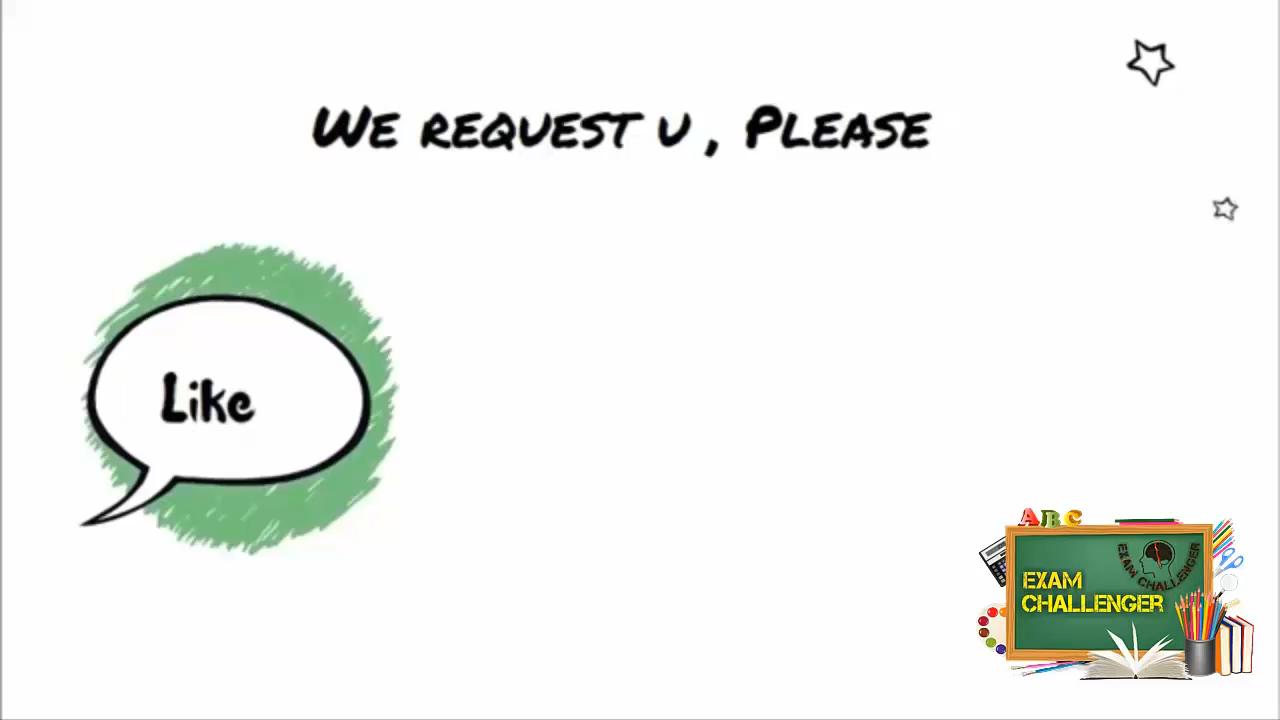 We request u , Please
Like
ABC
EXAM CHALLENGER
EXAM
CHALLENGER